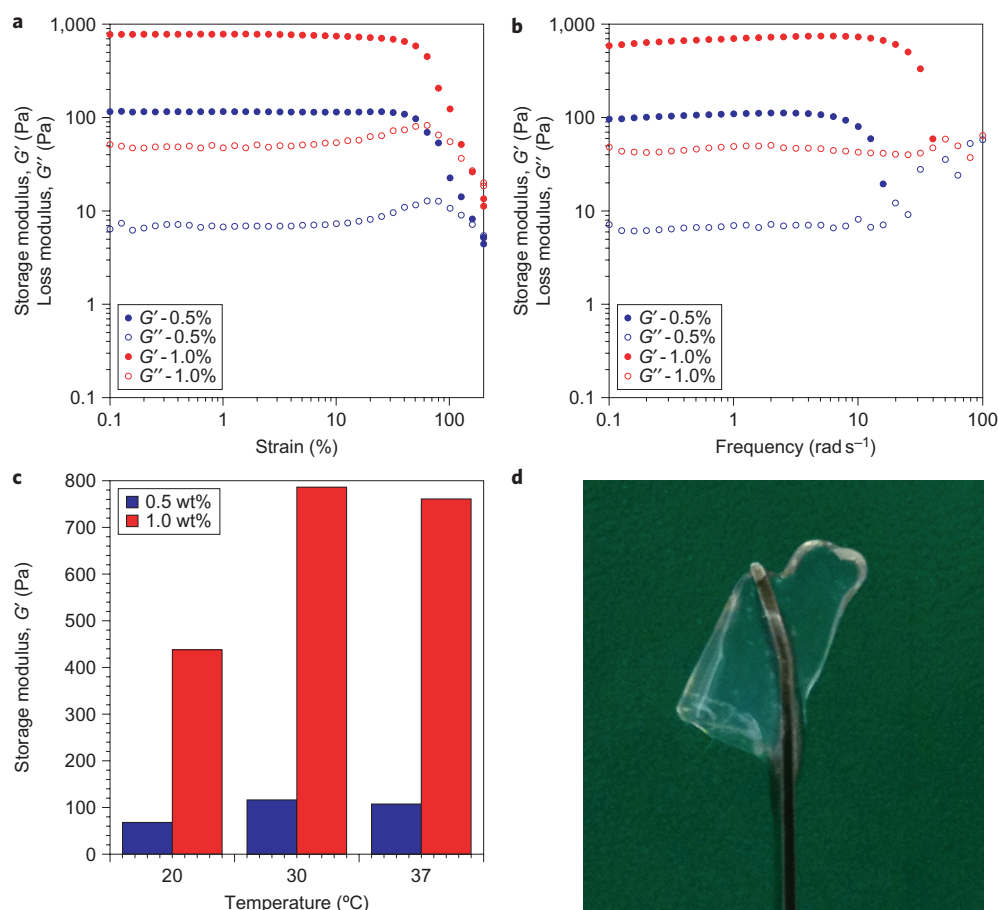 a
Storage modulus, G′ (Pa)
Loss modulus, G′′ (Pa)
1,000
100
10
1
0.1
G′ - 0.5%
G′′ - 0.5%
G′ - 1.0%
G′′ - 1.0%
0.1
1
10
100
Strain (%)
b
Storage modulus, G′ (Pa)
Loss modulus, G′′ (Pa)
1,000
100
10
1
0.1
G′ - 0.5%
G′′ - 0.5%
G′ - 1.0%
G′′ - 1.0%
0.1
1
10
100
Frequency (rad s⁻¹)
c
Storage modulus, G′ (Pa)
800
700
600
500
400
300
200
100
0
0.5 wt%
1.0 wt%
20
30
37
Temperature (ºC)
d